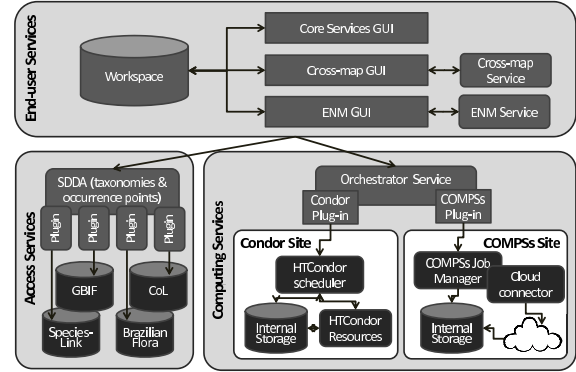 End-user Services
Workspace
Core Services GUI
Cross-map GUI
Cross-map
Service
ENM GUI
ENM Service
Access Services
SDDA (taxonomies &
occurrence points)
Plugin
Plugin
Plugin
Plugin
GBIF
CoL
Species-
Link
Brazilian
Flora
Computing Services
Orchestrator Service
Condor
Plug-in
COMPSs
Plug-in
Condor Site
HTCondor
scheduler
Internal
Storage
HTCondor
Resources
COMPSs Site
COMPSs Job
Manager
Cloud
connector
Internal
Storage